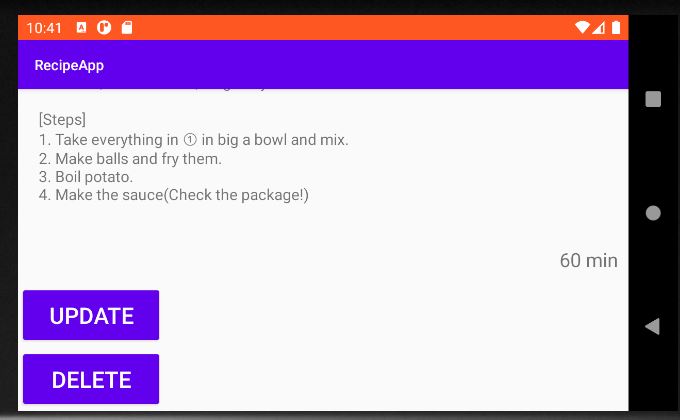 10:41
RecipeApp
[Steps]
1. Take everything in ① in big a bowl and mix.
2. Make balls and fry them.
3. Boil potato.
4. Make the sauce(Check the package!)
60 min
UPDATE
DELETE